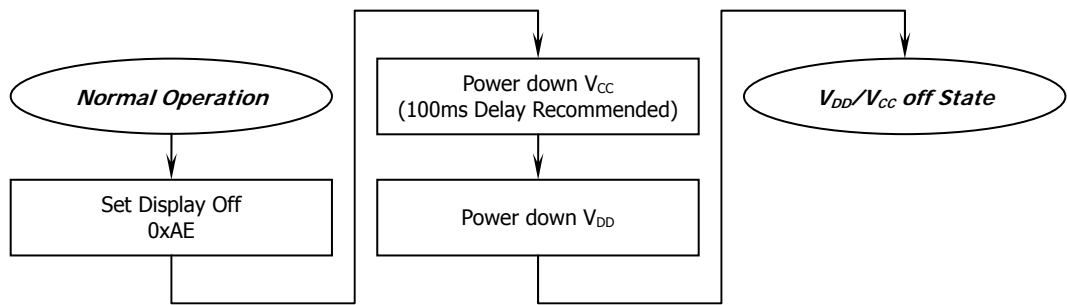 Normal Operation
Set Display Off
0xAE
Power down VCC
(100ms Delay Recommended)
Power down VDD
VDD/VCC off State